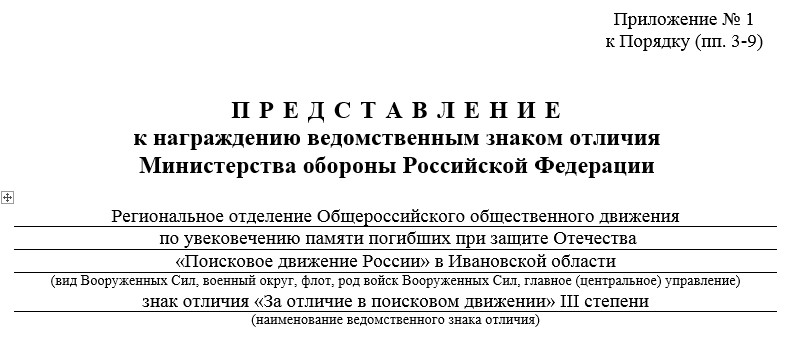 Приложение № 1
к Порядку (пп. 3-9)
П Р Е Д С Т А В Л Е Н И Е
к награждению ведомственным знаком отличия
Министерства обороны Российской Федерации
Региональное отделение Общероссийского общественного движения
по увековечению памяти погибших при защите Отечества
«Поисковое движение России» в Ивановской области
(вид Вооруженных Сил, военный округ, флот, род войск Вооруженных Сил, главное (центральное) управление)
знак отличия «За отличие в поисковом движении» III степени
(наименование ведомственного знака отличия)